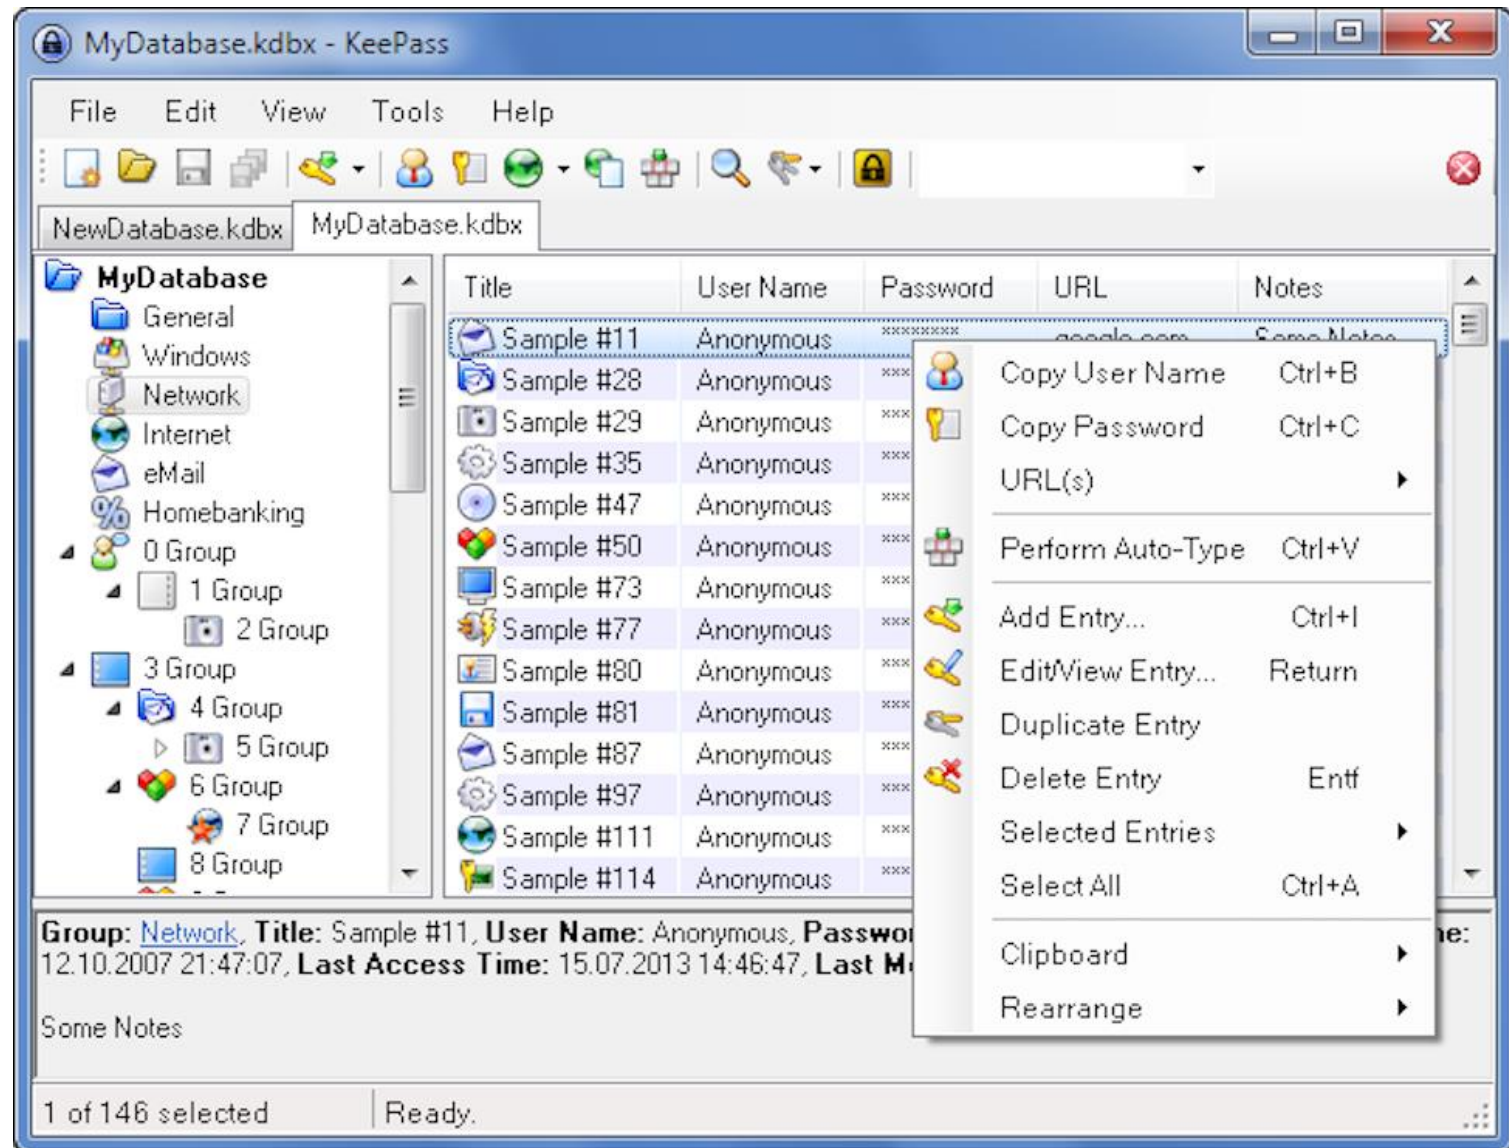 MyDatabase.kdbx - KeePass
File Edit View Tools Help
NewDatabase.kdbx MyDatabase.kdbx
MyDatabase
General
Windows
Network
Internet
eMail
Homebanking
0 Group
1 Group
2 Group
3 Group
4 Group
5 Group
6 Group
7 Group
8 Group
Title User Name Password URL Notes
Sample #11 Anonymous ******** google.com Some Notes
Sample #28 Anonymous ***
Sample #29 Anonymous ***
Sample #35 Anonymous ***
Sample #47 Anonymous ***
Sample #50 Anonymous ***
Sample #73 Anonymous ***
Sample #77 Anonymous ***
Sample #80 Anonymous ***
Sample #81 Anonymous ***
Sample #87 Anonymous ***
Sample #97 Anonymous ***
Sample #111 Anonymous ***
Sample #114 Anonymous ***
Copy User Name Ctrl+B
Copy Password Ctrl+C
URL(s)
Perform Auto-Type Ctrl+V
Add Entry... Ctrl+I
Edit/View Entry... Return
Duplicate Entry
Delete Entry Entf
Selected Entries
Select All Ctrl+A
Clipboard
Rearrange
Group: Network, Title: Sample #11, User Name: Anonymous, Passwo e:
12.10.2007 21:47:07, Last Access Time: 15.07.2013 14:46:47, Last M
Some Notes
1 of 146 selected Ready.